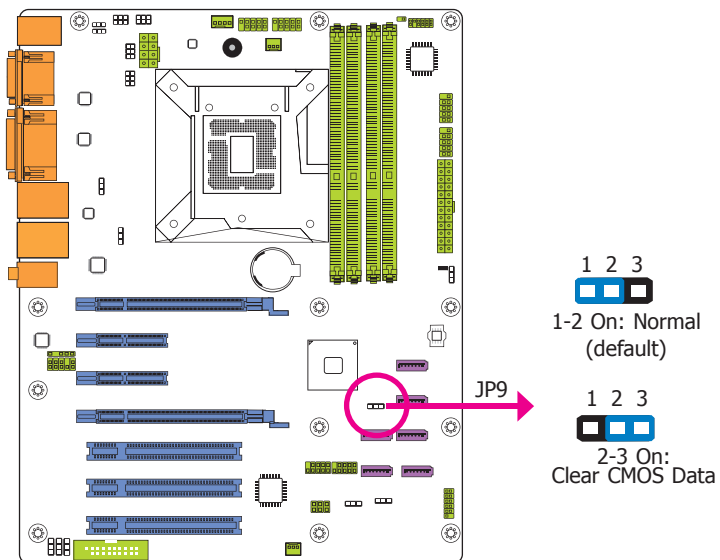 1 2 3
1-2 On: Normal
(default)
JP9
1 2 3
2-3 On:
Clear CMOS Data